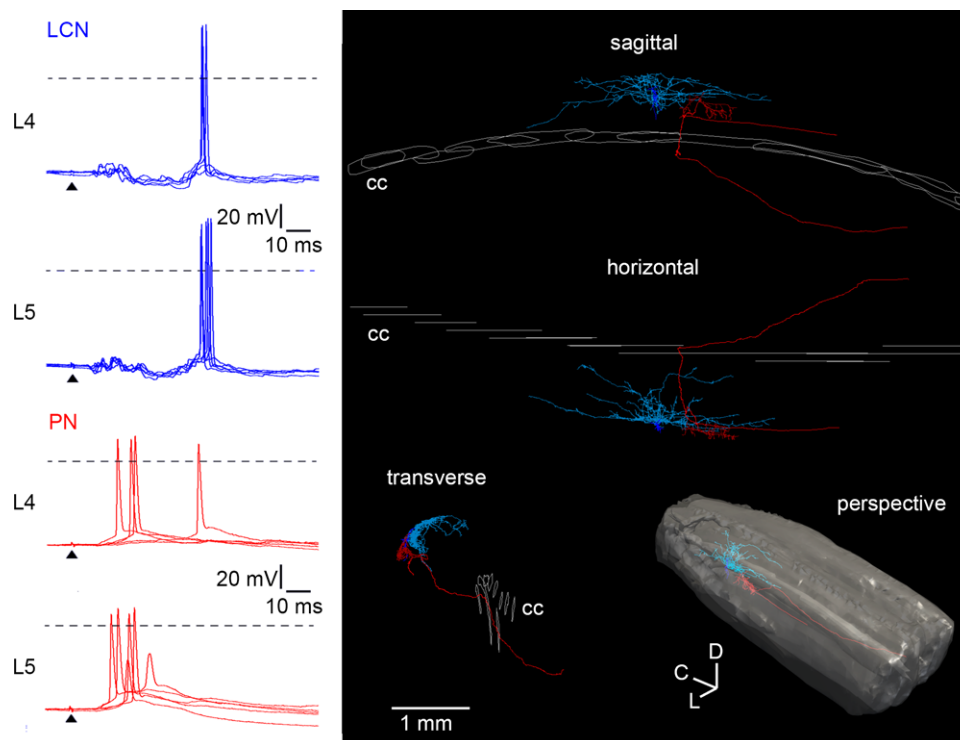 LCN
L4
20 mV
10 ms
L5
PN
L4
20 mV
10 ms
L5
sagittal
cc
horizontal
cc
transverse
cc
1 mm
perspective
D
C
L